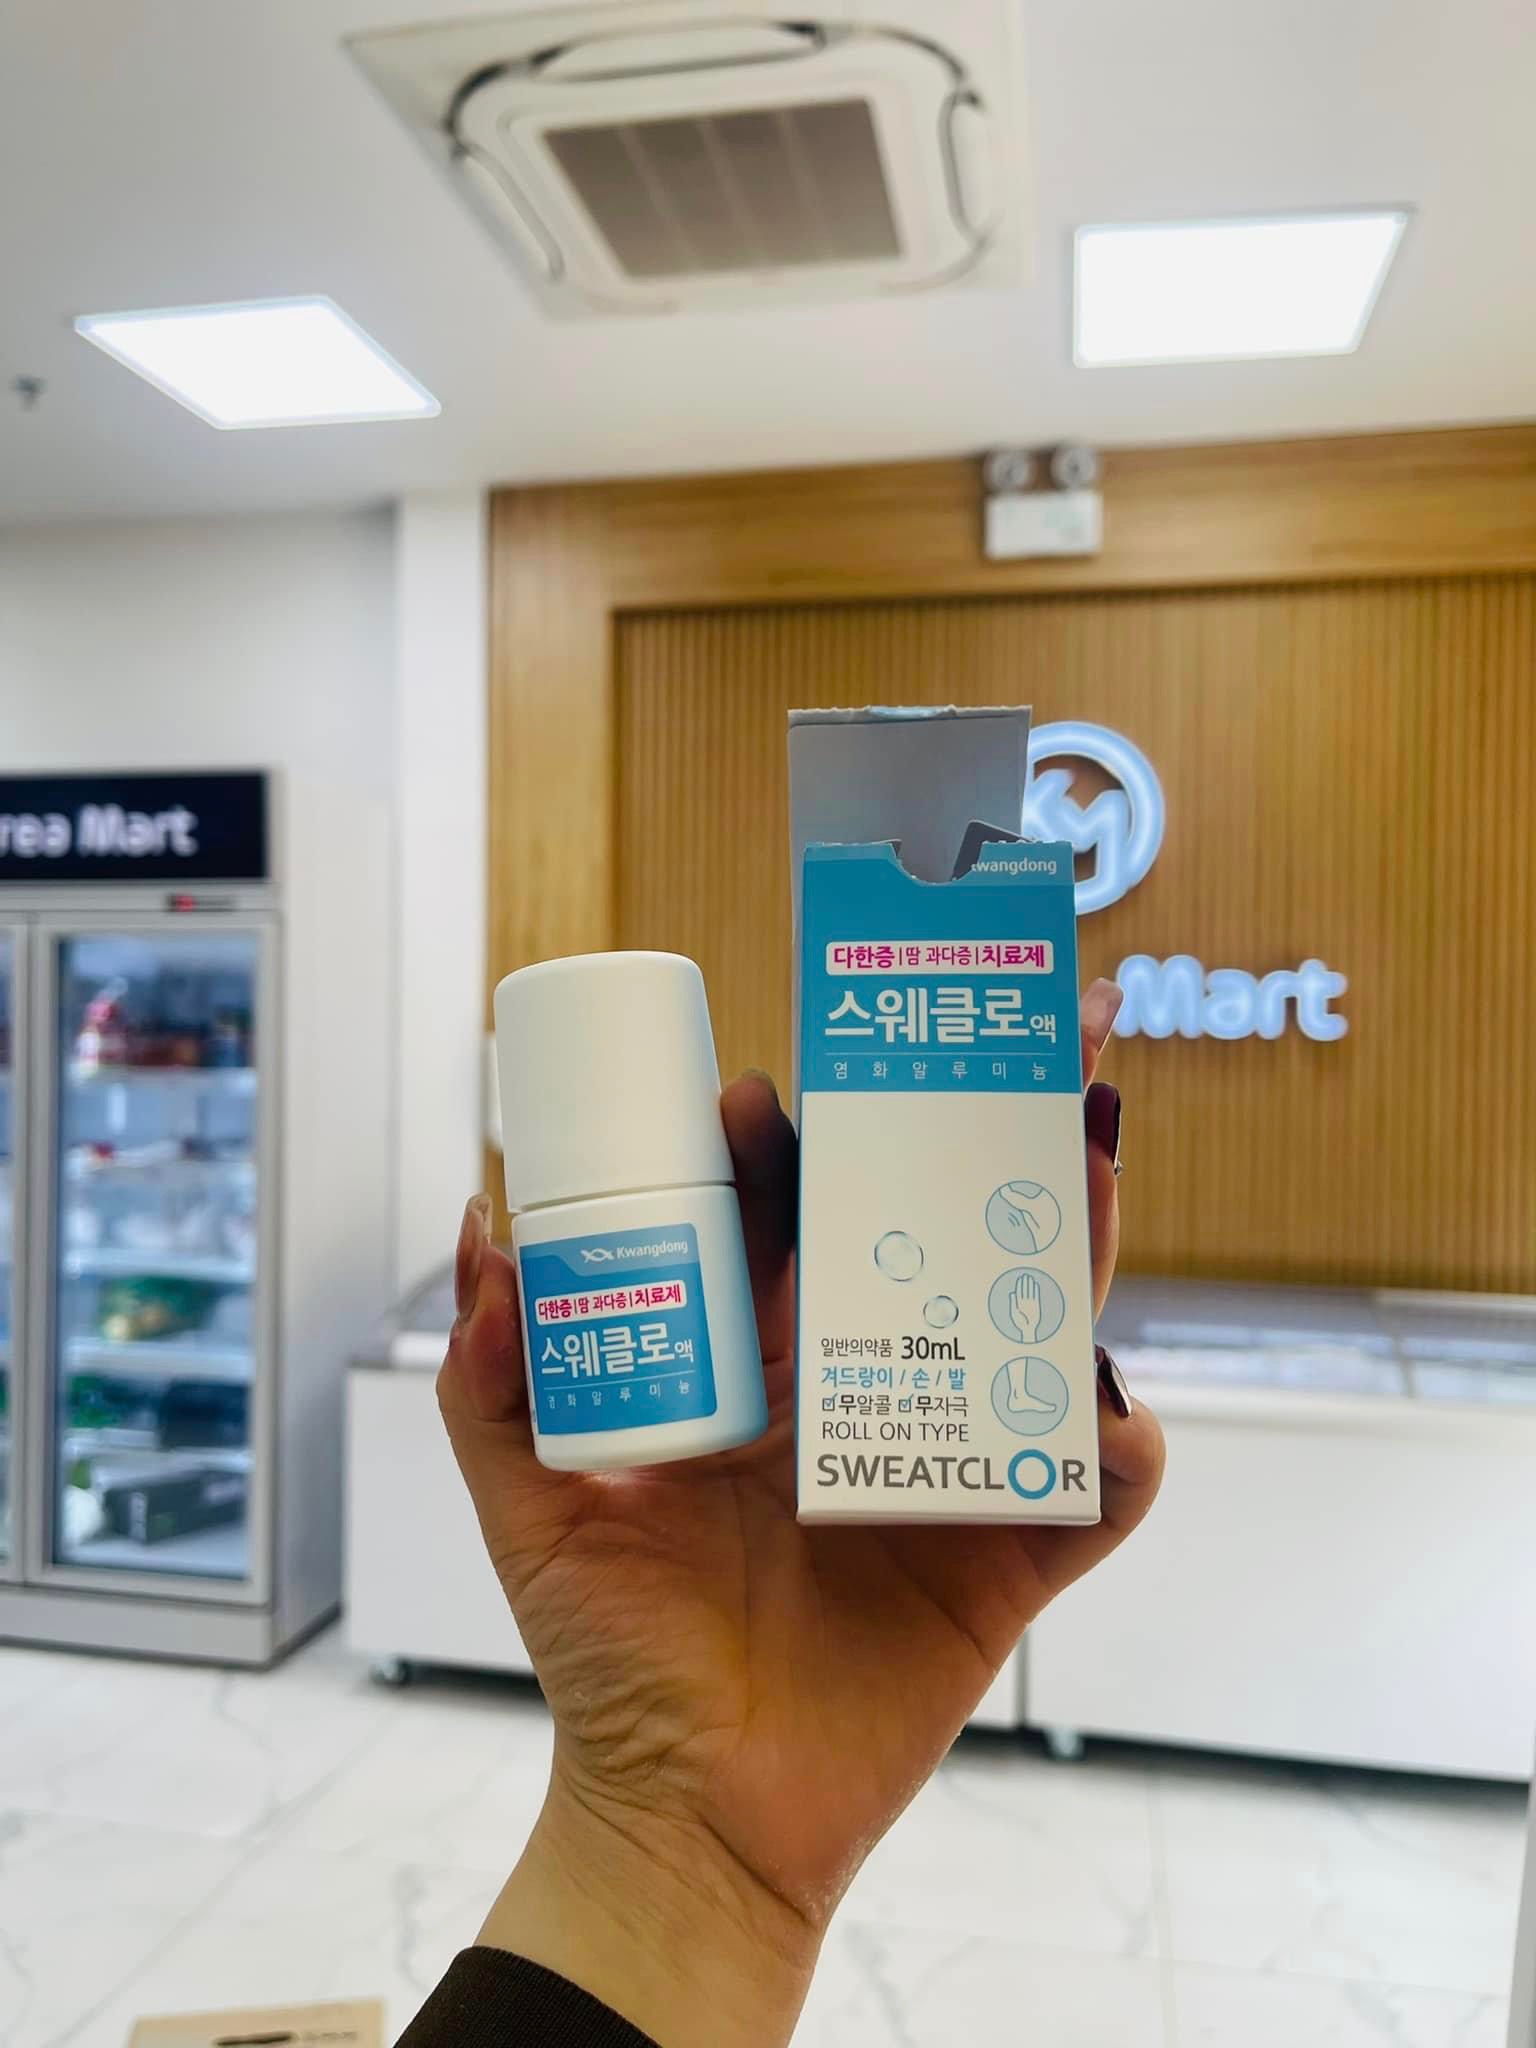 rea Mart
Mart
wangdong
다한증|땀 과다증|치료제
스웨클로액
염화알루미늄
일반의약품 30mL
겨드랑이 / 손 / 발
무알콜 무자극
ROLL ON TYPE
SWEATCLOR
Kwangdong
다한증|땀 과다증|치료제
스웨클로액
염화알루미늄